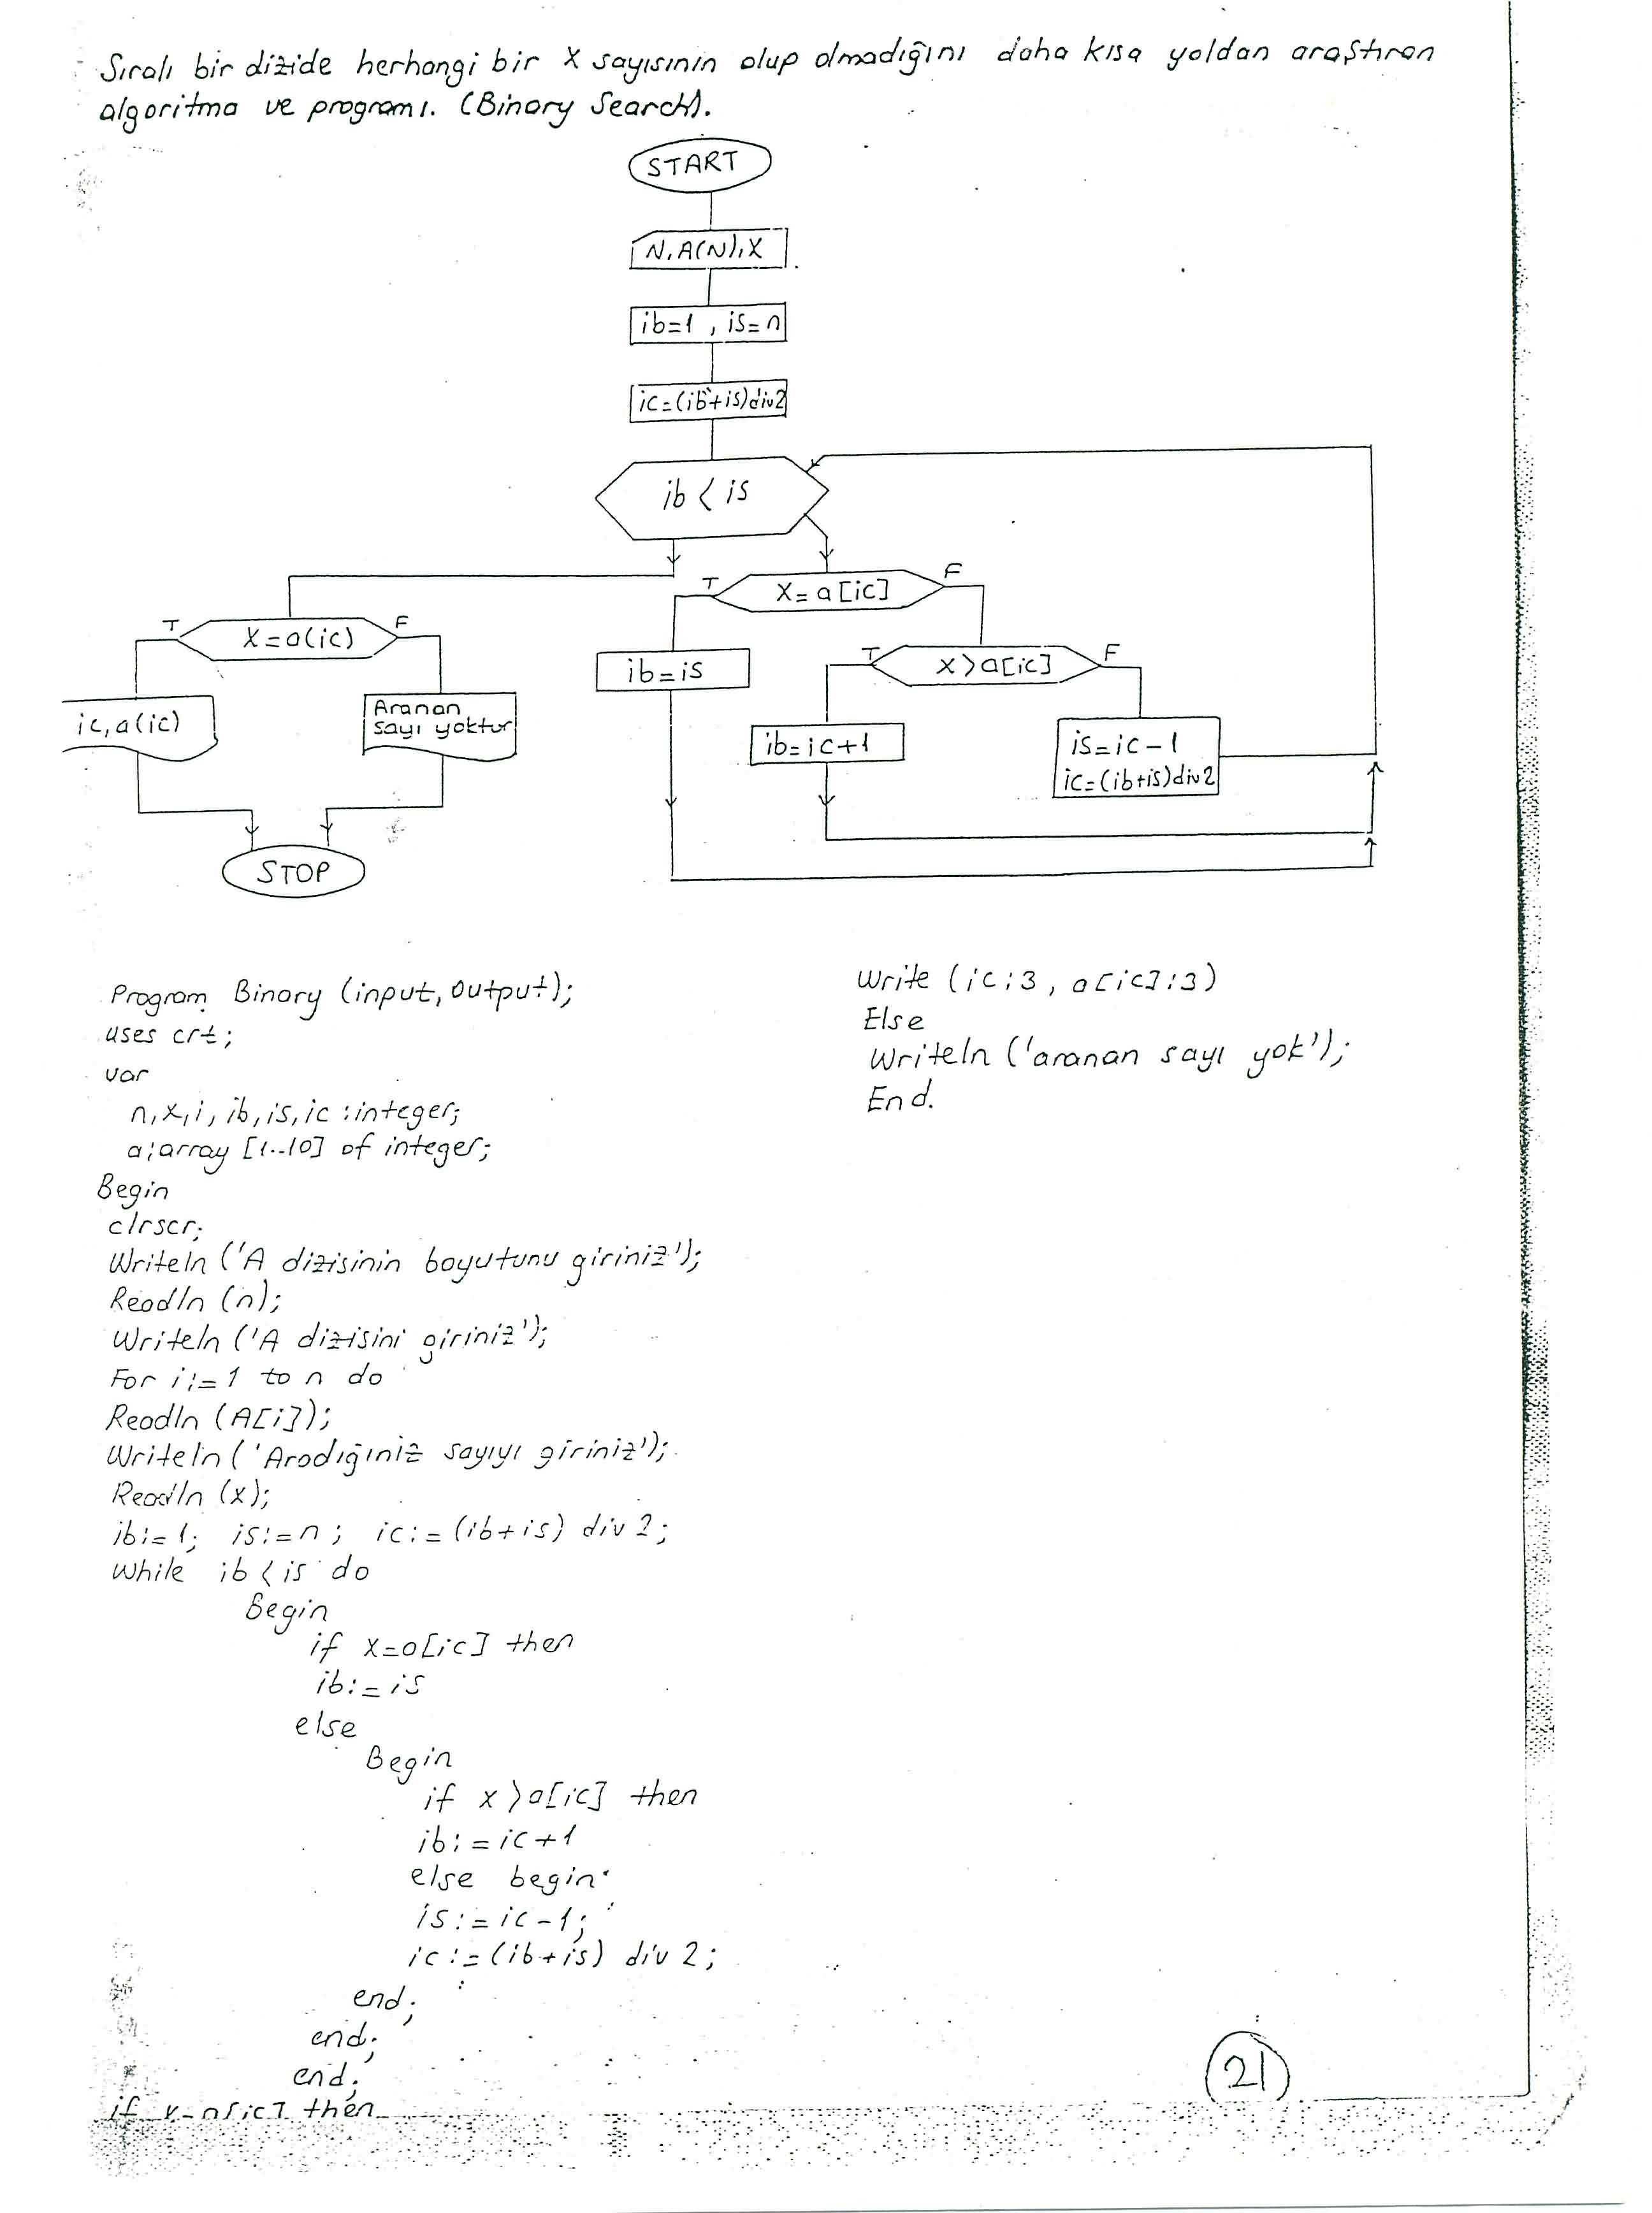 Sıralı bir dizide herhangi bir X sayısının olup olmadığını daha kısa yoldan araştıran
algoritma ve programı. (Binary Search).
START
N, A(N), X
ib=1 , is=n
ic=(ib+is)div2
ib < is
T X=a[ic] F
T X=a(ic) F
ib=is
T x>a[ic] F
ic, a(ic)
Aranan
sayı yoktur
ib=ic+1
is=ic-1
ic=(ib+is)div2
STOP
Program Binary (input, output);
uses crt;
var
n,x,i, ib,is,ic :integer;
a:array [1..10] of integer;
Begin
clrscr;
Writeln ('A dizisinin boyutunu giriniz');
Readln (n);
Writeln ('A dizisini giriniz');
For i:=1 to n do
Readln (A[i]);
Writeln ('Aradığınız sayıyı giriniz');
Readln (x);
ib:=1; is:=n; ic:=(ib+is) div 2;
While ib < is do
Begin
if x=a[ic] then
ib:=is
else
Begin
if x >a[ic] then
ib:=ic+1
else begin
is:=ic-1;
ic:=(ib+is) div 2;
end;
end;
end;
if x=a[ic] then
Write (ic:3, a[ic]:3)
Else
Writeln ('aranan sayı yok');
End.
21